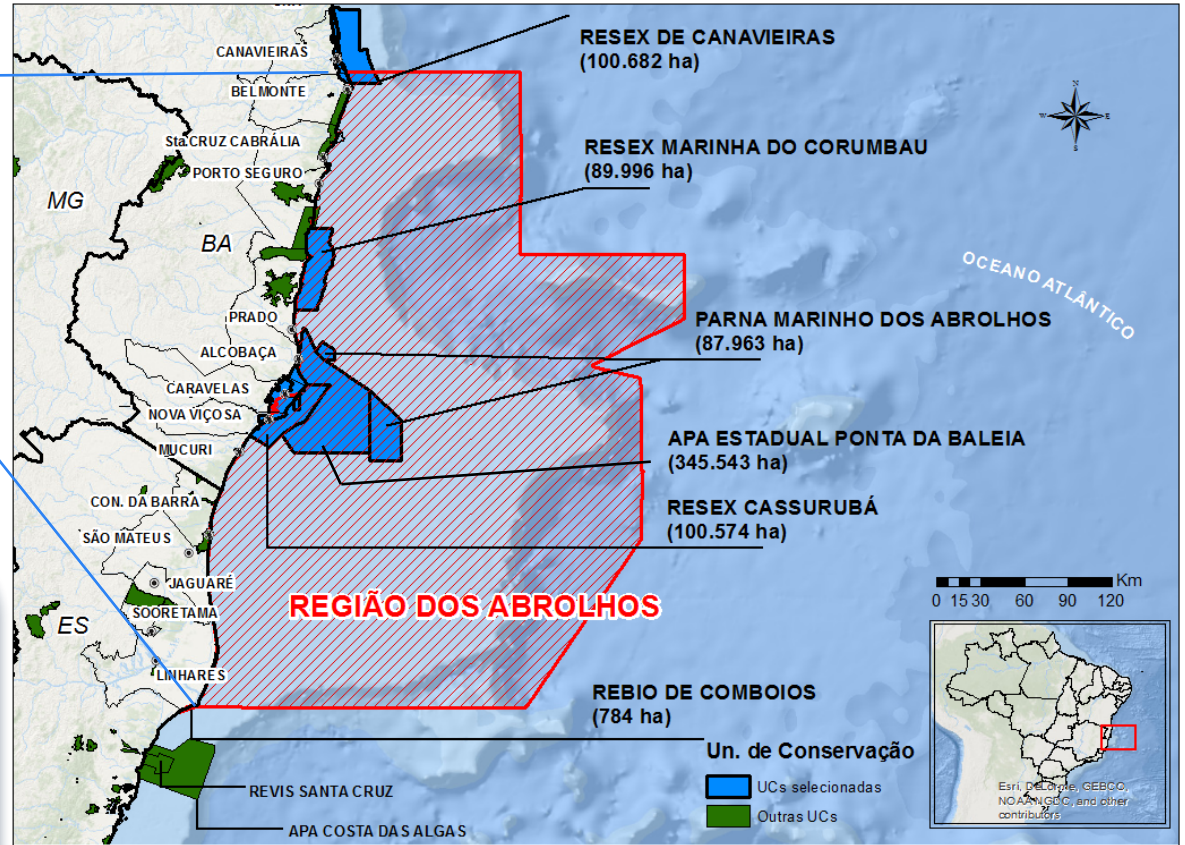 CANAVIEIRAS
BELMONTE
Sta.CRUZ CABRÁLIA
PORTO SEGURO
MG
BA
PRADO
ALCOBAÇA
CARAVELAS
NOVA VIÇOSA
MUCURI
CON. DA BARRA
SÃO MATEUS
JAGUARÉ
SOORETAMA
ES
LINHARES
RESEX DE CANAVIEIRAS
(100.682 ha)
RESEX MARINHA DO CORUMBAU
(89.996 ha)
OCEANO ATLÂNTICO
PARNA MARINHO DOS ABROLHOS
(87.963 ha)
APA ESTADUAL PONTA DA BALEIA
(345.543 ha)
RESEX CASSURUBÁ
(100.574 ha)
REGIÃO DOS ABROLHOS
REBIO DE COMBOIOS
(784 ha)
REVIS SANTA CRUZ
APA COSTA DAS ALGAS
N
W E
S
Km
0 15 30 60 90 120
Un. de Conservação
UCs selecionadas
Outras UCs
Esri, DeLorme, GEBCO,
NOAA NGDC, and other
contributors